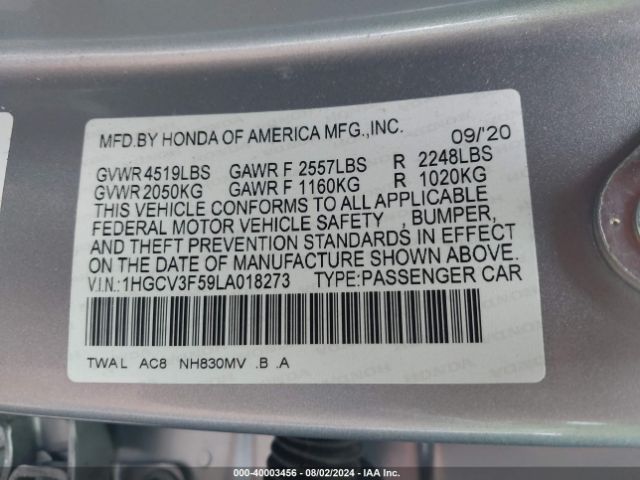 MFD.BY HONDA OF AMERICA MFG.,INC. 09/'20
GVWR 4519LBS GAWR F 2557LBS R 2248LBS
GVWR 2050KG GAWR F 1160KG R 1020KG
THIS VEHICLE CONFORMS TO ALL APPLICABLE
FEDERAL MOTOR VEHICLE SAFETY , BUMPER,
AND THEFT PREVENTION STANDARDS IN EFFECT
ON THE DATE OF MANUFACTURE SHOWN ABOVE.
V.I.N.: 1HGCV3F59LA018273 TYPE:PASSENGER CAR
TWA L AC8 NH830MV .B .A
000-40003456 - 08/02/2024 - IAA Inc.